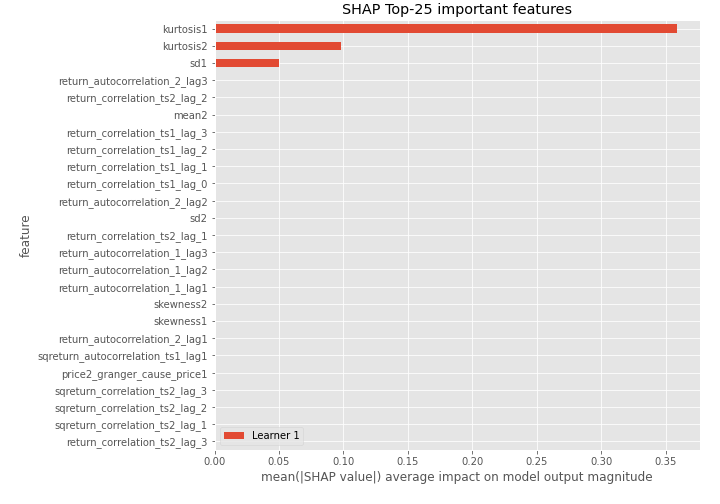 SHAP Top-25 important features
kurtosis1
kurtosis2
sd1
return_autocorrelation_2_lag3
return_correlation_ts2_lag_2
mean2
return_correlation_ts1_lag_3
return_correlation_ts1_lag_2
return_correlation_ts1_lag_1
return_correlation_ts1_lag_0
return_autocorrelation_2_lag2
sd2
return_correlation_ts2_lag_1
return_autocorrelation_1_lag3
return_autocorrelation_1_lag2
return_autocorrelation_1_lag1
skewness2
skewness1
return_autocorrelation_2_lag1
sqreturn_autocorrelation_ts1_lag1
price2_granger_cause_price1
sqreturn_correlation_ts2_lag_3
sqreturn_correlation_ts2_lag_2
sqreturn_correlation_ts2_lag_1
return_correlation_ts2_lag_3
feature
Learner 1
0.00 0.05 0.10 0.15 0.20 0.25 0.30 0.35
mean(|SHAP value|) average impact on model output magnitude